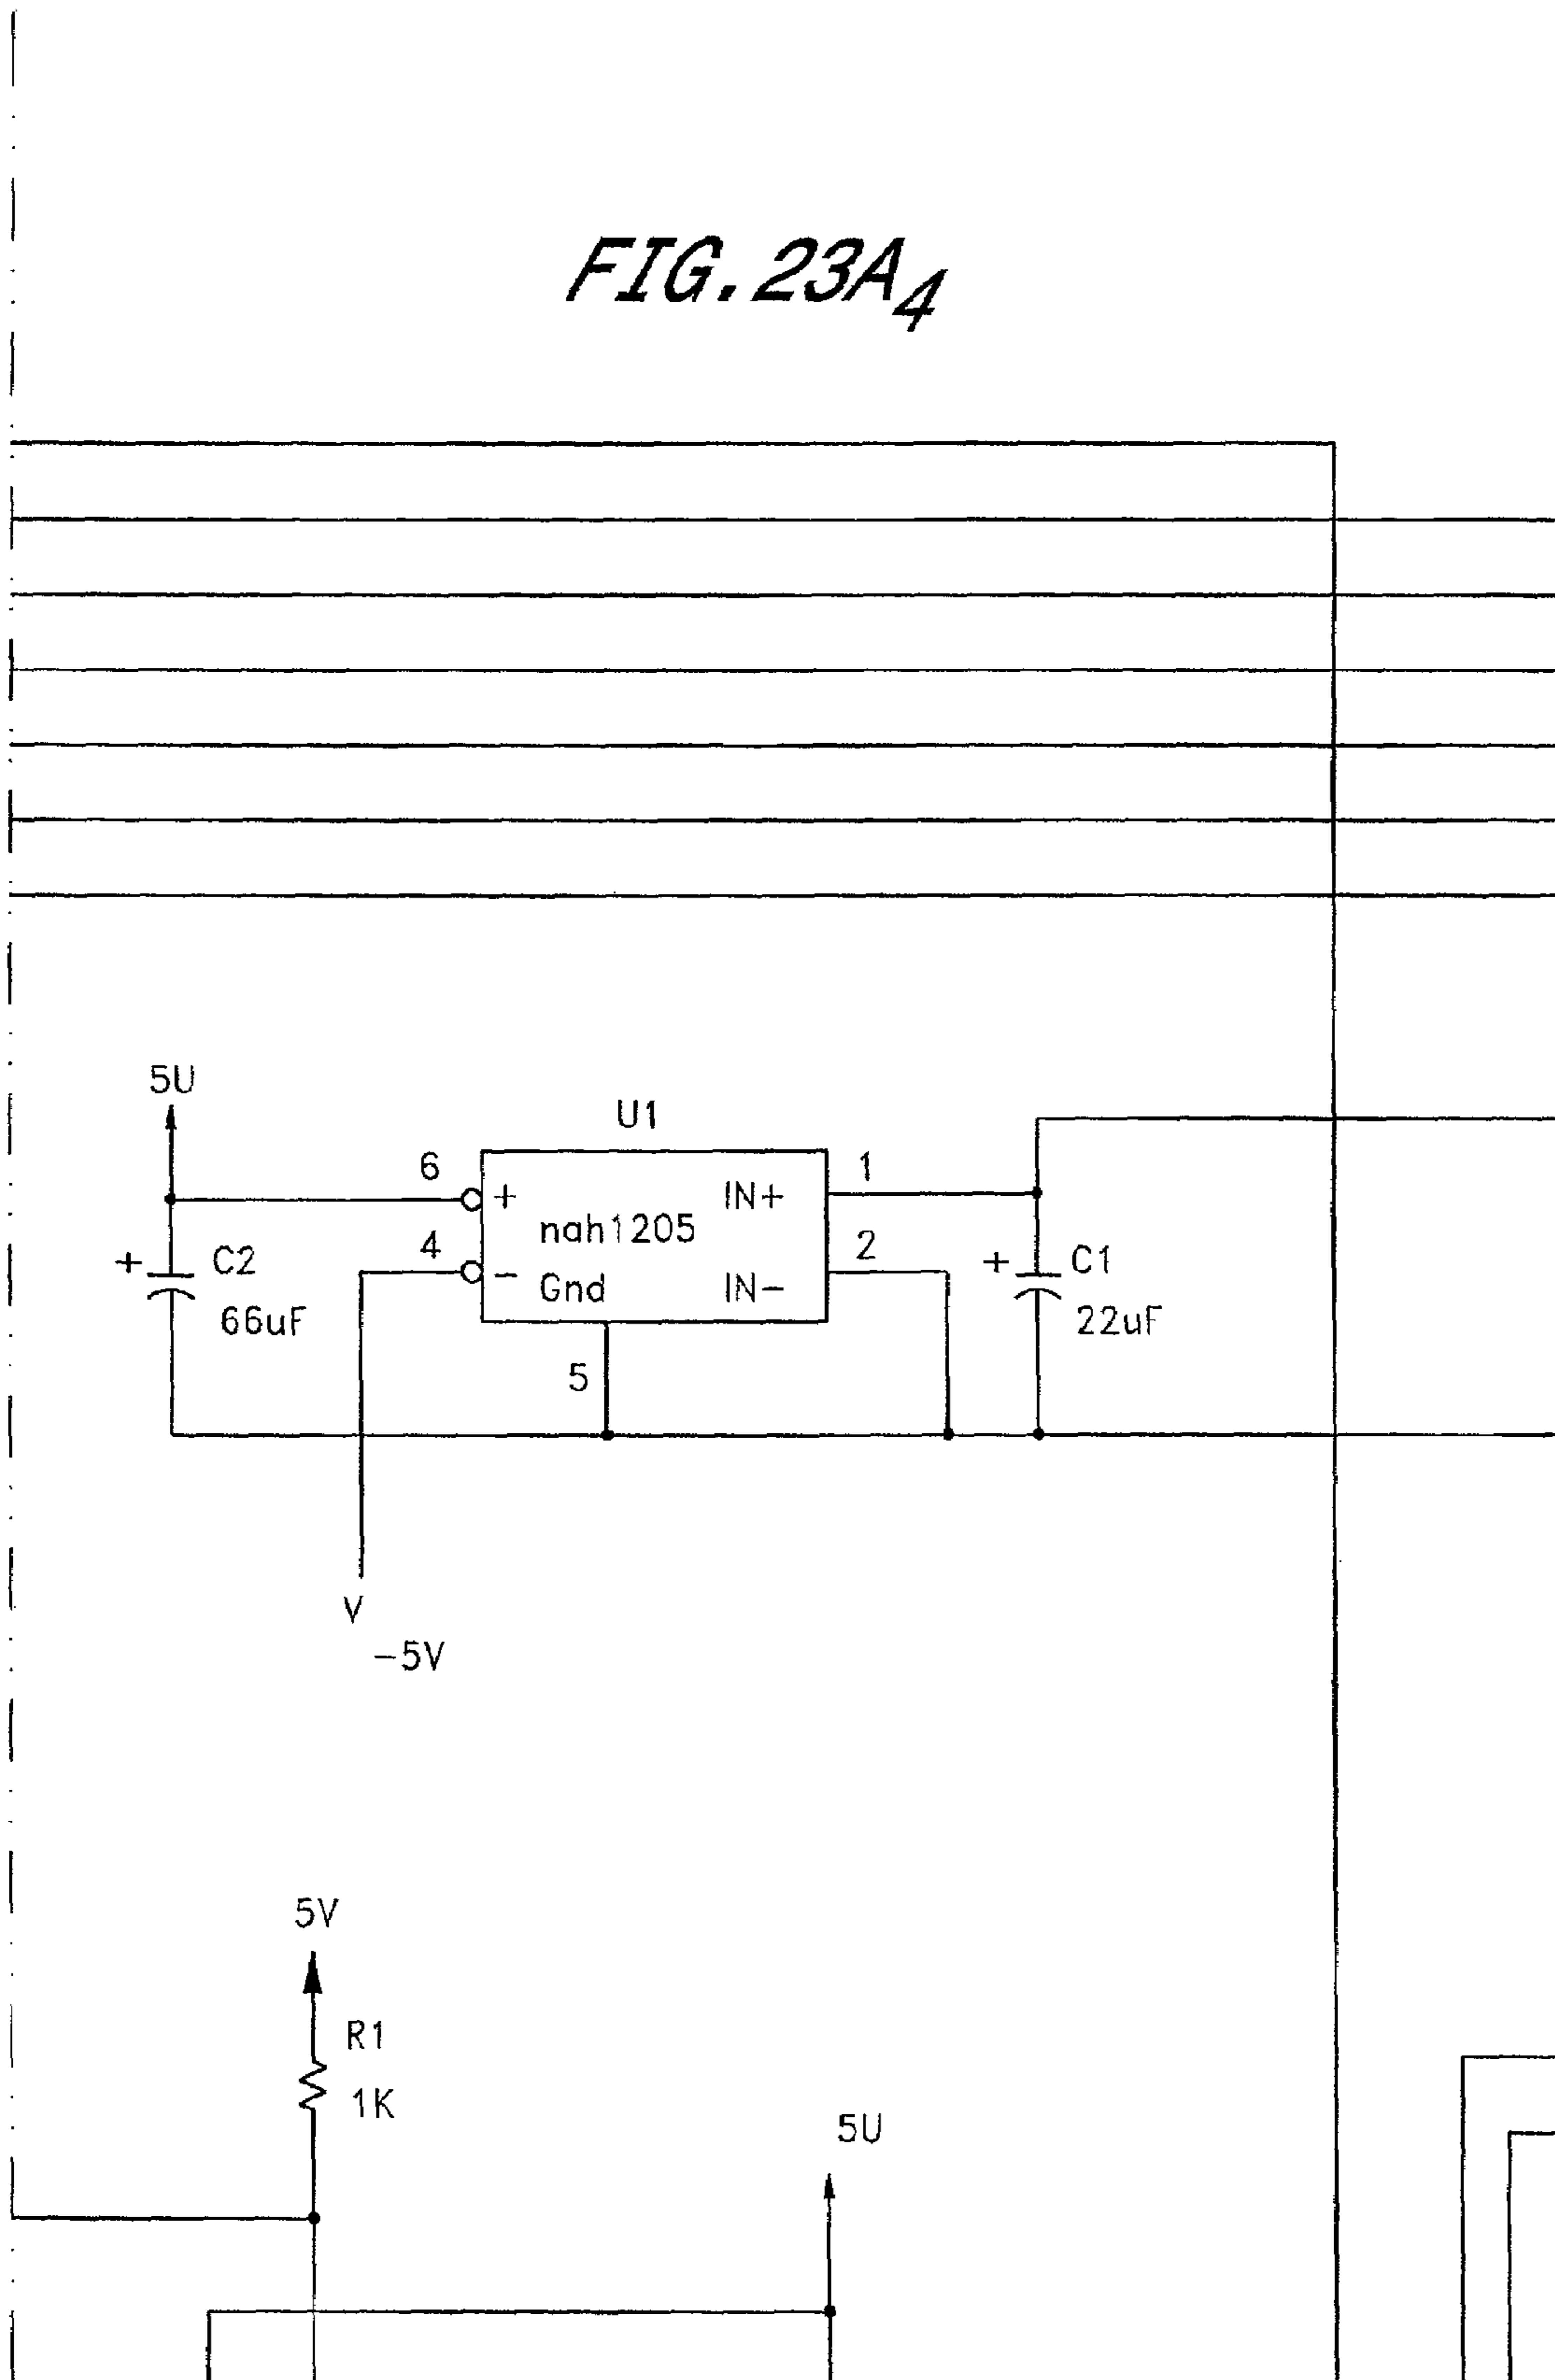 FIG. 23A4
5U
U1
6
+
IN+
1
nah1205
4
−
Gnd
IN−
2
+
C2
66uF
+
C1
22uF
5
V
−5V
5V
R1
1K
5U